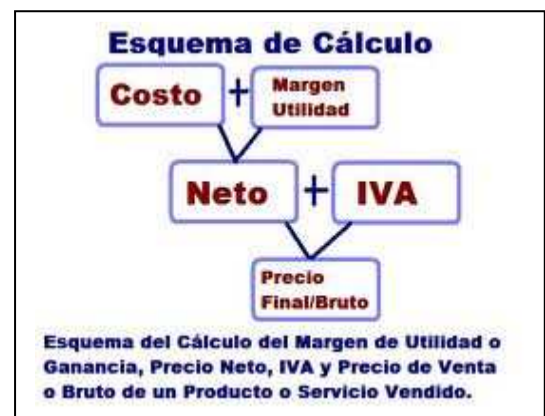 Esquema de Cálculo
Costo + Margen
Utilidad
Neto + IVA
Precio
Final/Bruto
Esquema del Cálculo del Margen de Utilidad o
Ganancia, Precio Neto, IVA y Precio de Venta
o Bruto de un Producto o Servicio Vendido.